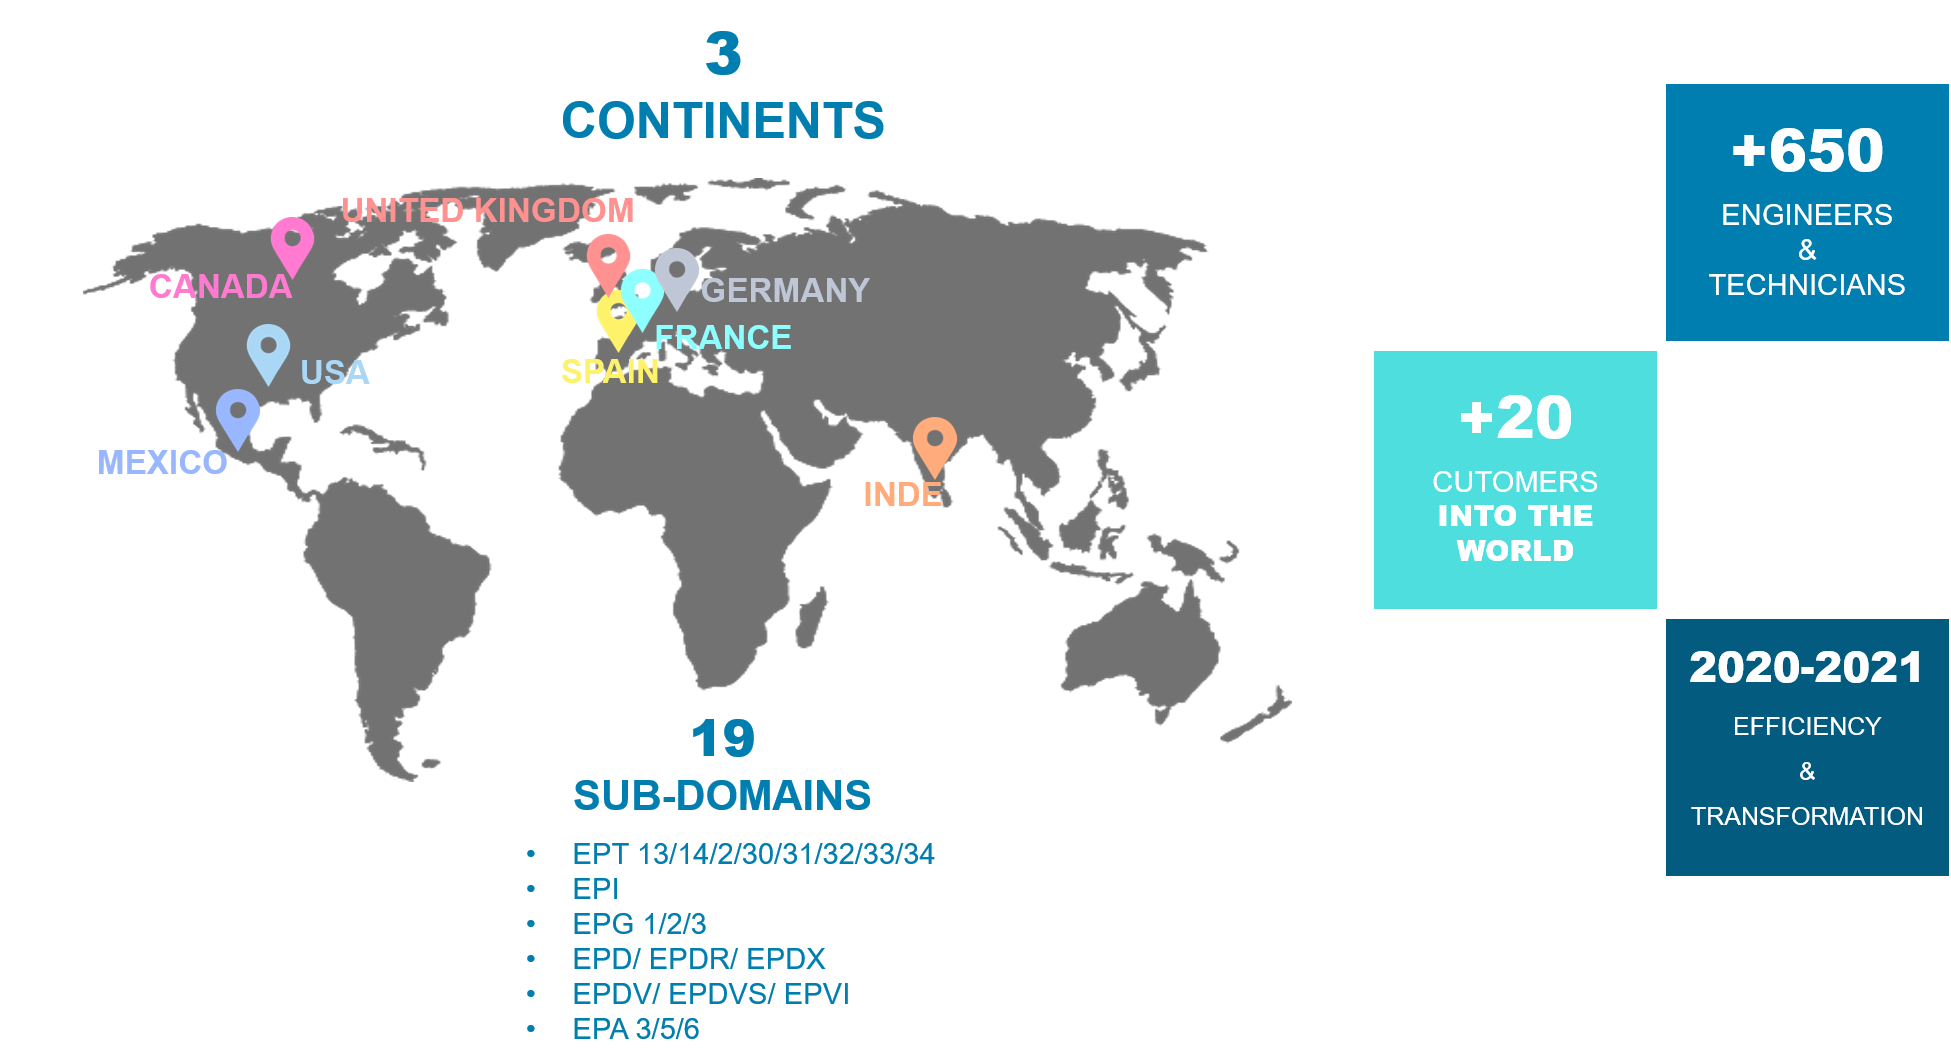 3
CONTINENTS
UNITED KINGDOM
CANADA
GERMANY
FRANCE
USA
SPAIN
MEXICO
INDE
+650
ENGINEERS
&
TECHNICIANS
+20
CUTOMERS
INTO THE
WORLD
2020-2021
EFFICIENCY
&
TRANSFORMATION
19
SUB-DOMAINS
• EPT 13/14/2/30/31/32/33/34
• EPI
• EPG 1/2/3
• EPD/ EPDR/ EPDX
• EPDV/ EPDVS/ EPVI
• EPA 3/5/6